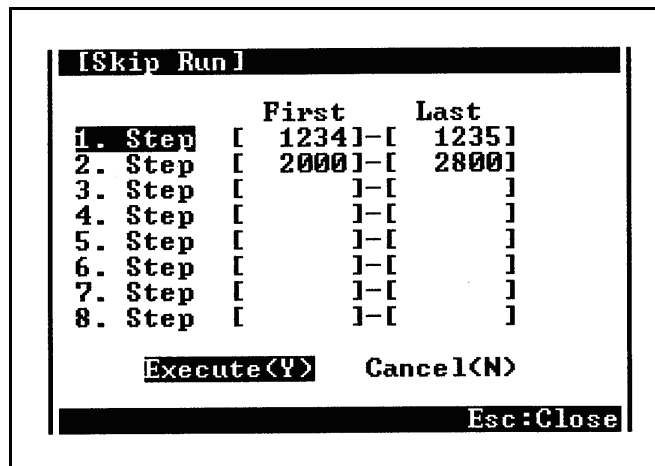 [Skip Run]
First Last
1. Step [ 1234]-[ 1235]
2. Step [ 2000]-[ 2800]
3. Step [ ]-[ ]
4. Step [ ]-[ ]
5. Step [ ]-[ ]
6. Step [ ]-[ ]
7. Step [ ]-[ ]
8. Step [ ]-[ ]
Execute(Y) Cancel(N)
Esc:Close